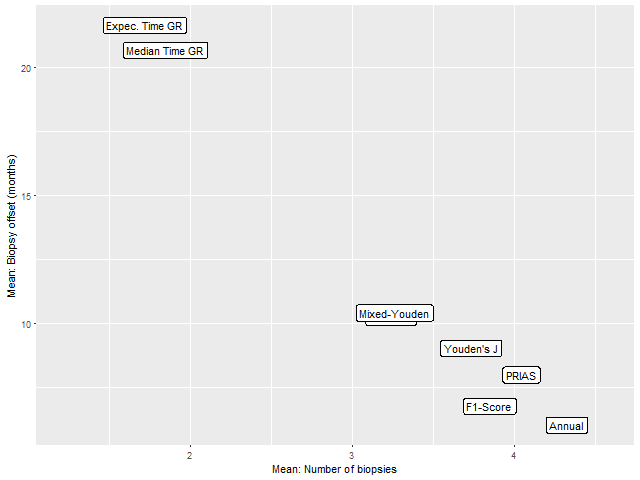 Expec. Time GR
Median Time GR
20
15
Mean: Biopsy offset (months)
Mixed-Youden
10
Youden's J
PRIAS
F1-Score
Annual
2
3
4
Mean: Number of biopsies